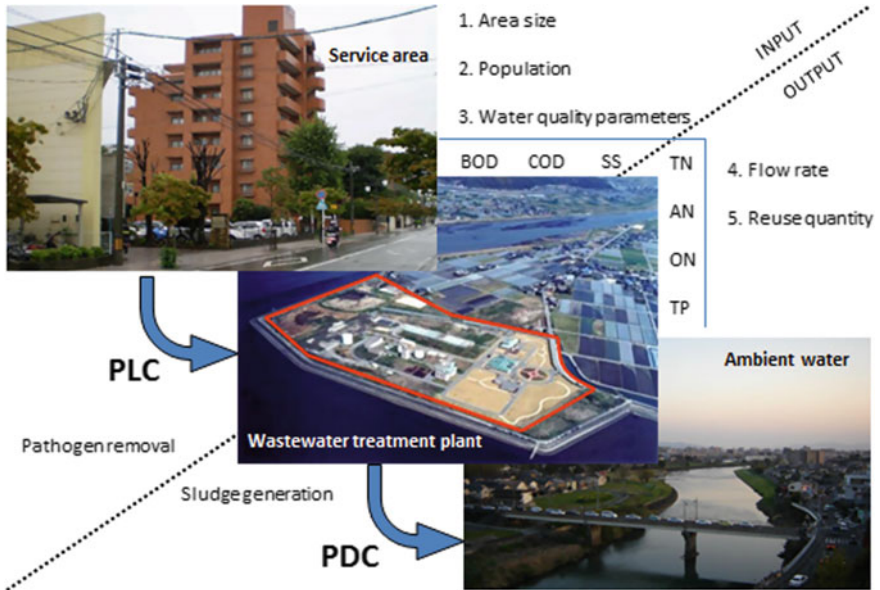 Service area
1. Area size
2. Population
3. Water quality parameters
INPUT
OUTPUT
BOD COD SS TN
AN
ON
TP
4. Flow rate
5. Reuse quantity
PLC
Wastewater treatment plant
Ambient water
Pathogen removal
Sludge generation
PDC